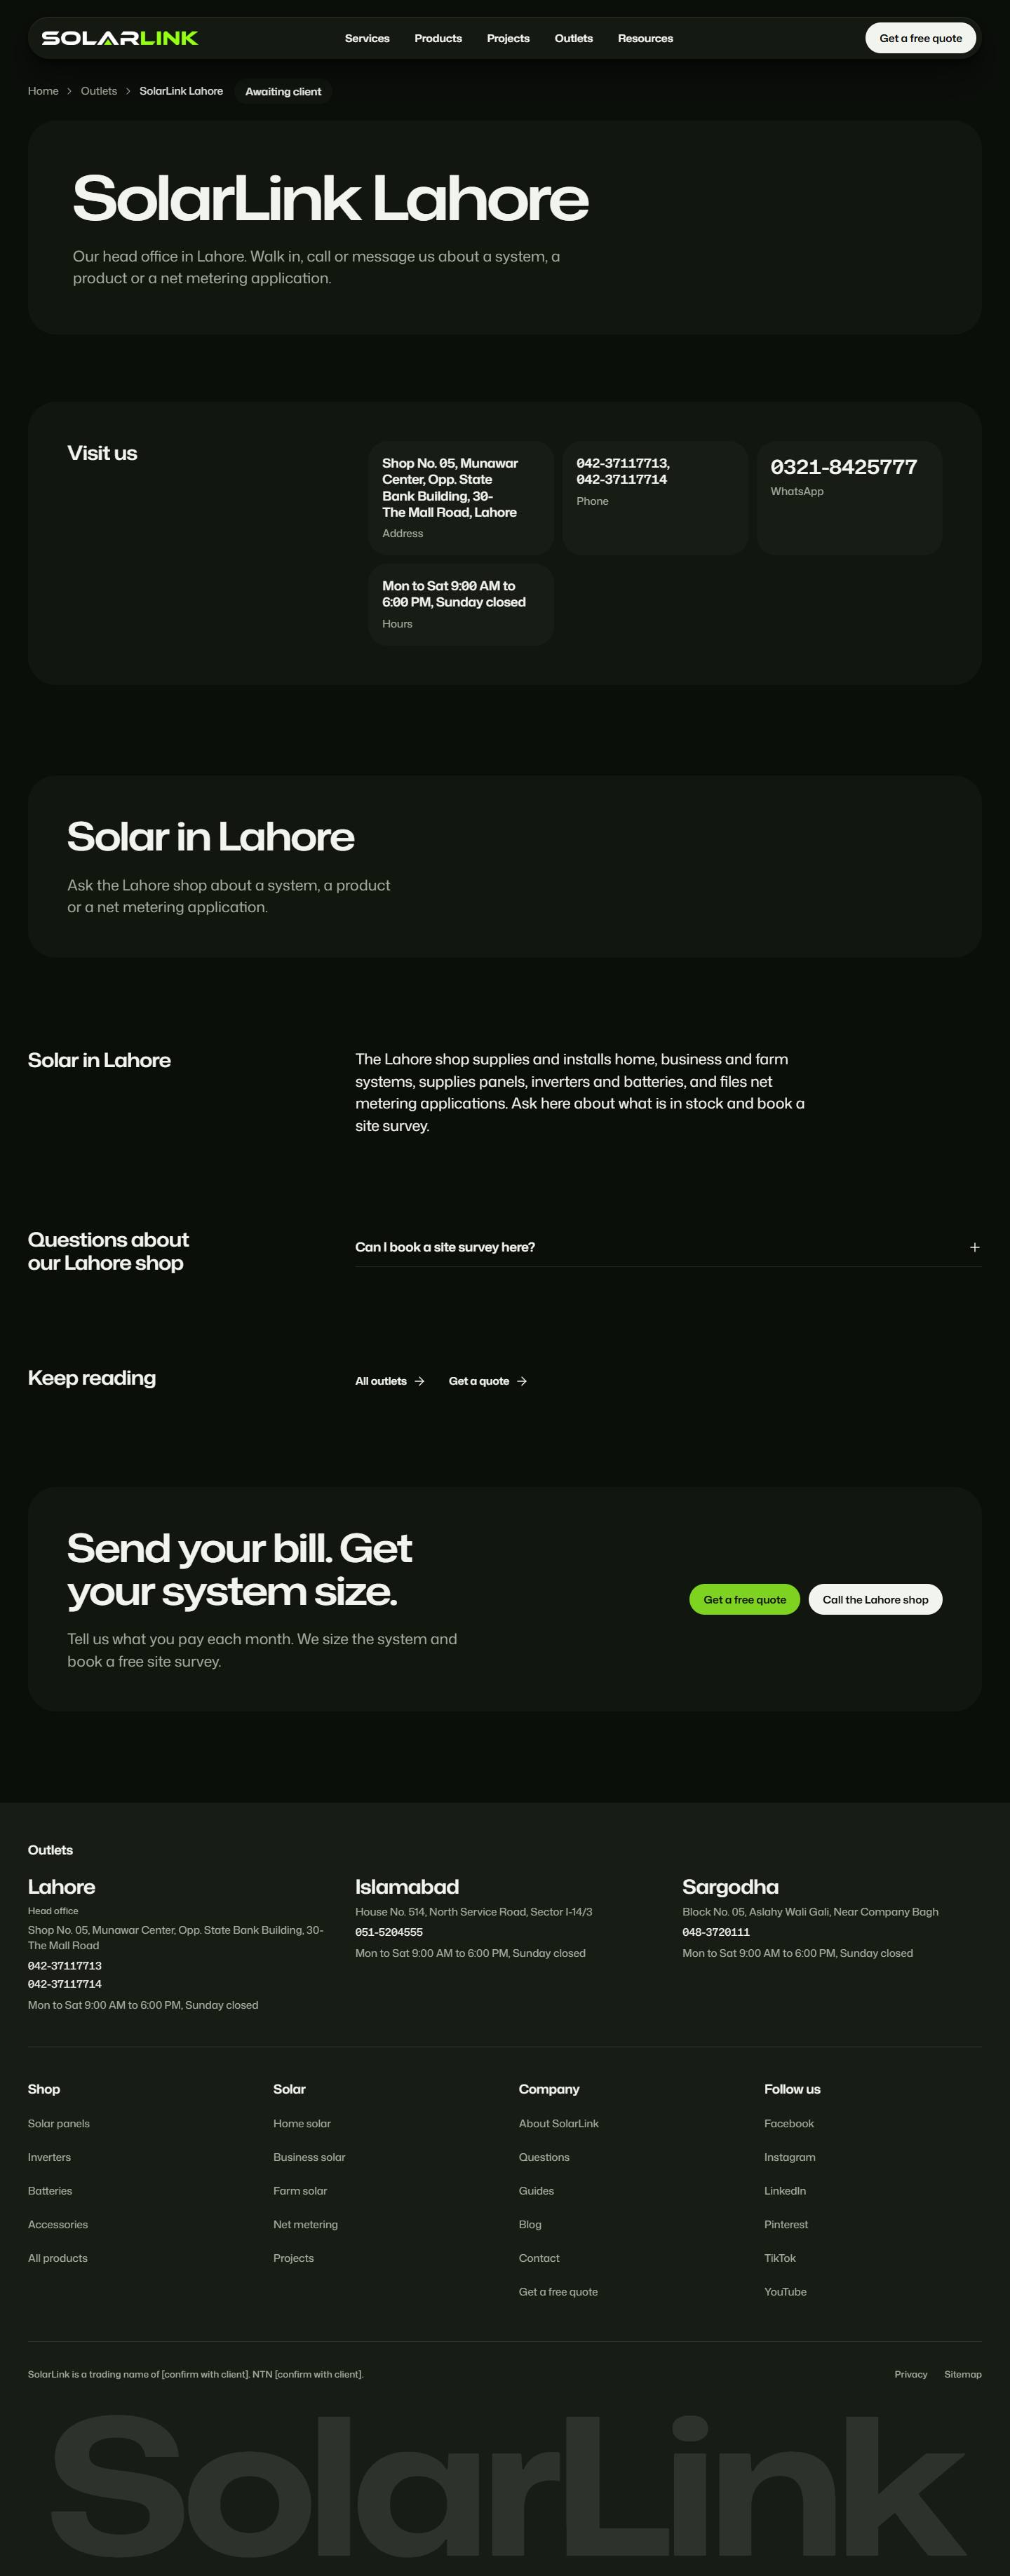 SOLARLINK
Services
Products
Projects
Outlets
Resources
Get a free quote
Home
Outlets
SolarLink Lahore
Awaiting client
SolarLink Lahore
Our head office in Lahore. Walk in, call or message us about a system, a
product or a net metering application.
Visit us
Shop No. 05, Munawar
Center, Opp. State
Bank Building, 30-
The Mall Road, Lahore
Address
042-37117713,
042-37117714
Phone
0321-8425777
WhatsApp
Mon to Sat 9:00 AM to
6:00 PM, Sunday closed
Hours
Solar in Lahore
Ask the Lahore shop about a system, a product
or a net metering application.
Solar in Lahore
The Lahore shop supplies and installs home, business and farm
systems, supplies panels, inverters and batteries, and files net
metering applications. Ask here about what is in stock and book a
site survey.
Questions about
our Lahore shop
Can I book a site survey here?
Keep reading
All outlets
Get a quote
Send your bill. Get
your system size.
Tell us what you pay each month. We size the system and
book a free site survey.
Get a free quote
Call the Lahore shop
Outlets
Lahore
Head office
Shop No. 05, Munawar Center, Opp. State Bank Building, 30-
The Mall Road
042-37117713
042-37117714
Mon to Sat 9:00 AM to 6:00 PM, Sunday closed
Islamabad
House No. 514, North Service Road, Sector I-14/3
051-5204555
Mon to Sat 9:00 AM to 6:00 PM, Sunday closed
Sargodha
Block No. 05, Aslahy Wali Gali, Near Company Bagh
048-3720111
Mon to Sat 9:00 AM to 6:00 PM, Sunday closed
Shop
Solar panels
Inverters
Batteries
Accessories
All products
Solar
Home solar
Business solar
Farm solar
Net metering
Projects
Company
About SolarLink
Questions
Guides
Blog
Contact
Get a free quote
Follow us
Facebook
Instagram
LinkedIn
Pinterest
TikTok
YouTube
SolarLink is a trading name of [confirm with client]. NTN [confirm with client].
Privacy
Sitemap
SolarLink